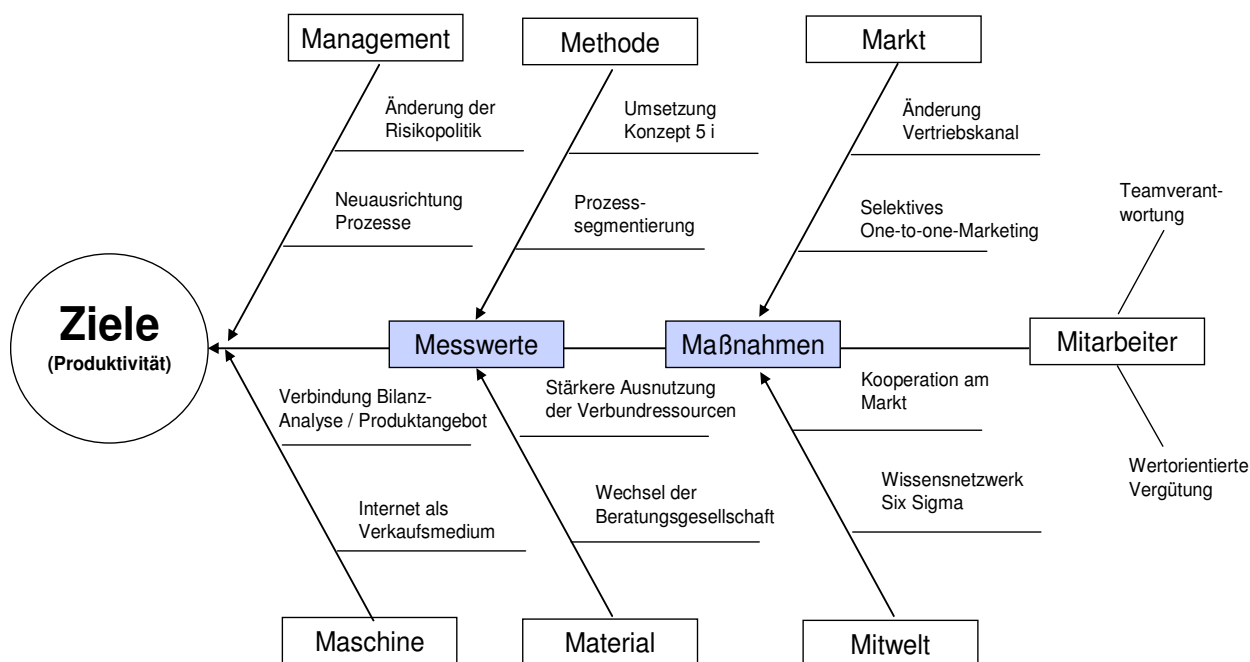 Management
Methode
Markt
Änderung der
Risikopolitik
Umsetzung
Konzept 5 i
Änderung
Vertriebskanal
Neuausrichtung
Prozesse
Prozess-
segmentierung
Selektives
One-to-one-Marketing
Teamverant-
wortung
Ziele
(Produktivität)
Messwerte
Maßnahmen
Mitarbeiter
Verbindung Bilanz-
Analyse / Produktangebot
Stärkere Ausnutzung
der Verbundressourcen
Kooperation am
Markt
Wertorientierte
Vergütung
Internet als
Verkaufsmedium
Wechsel der
Beratungsgesellschaft
Wissensnetzwerk
Six Sigma
Maschine
Material
Mitwelt